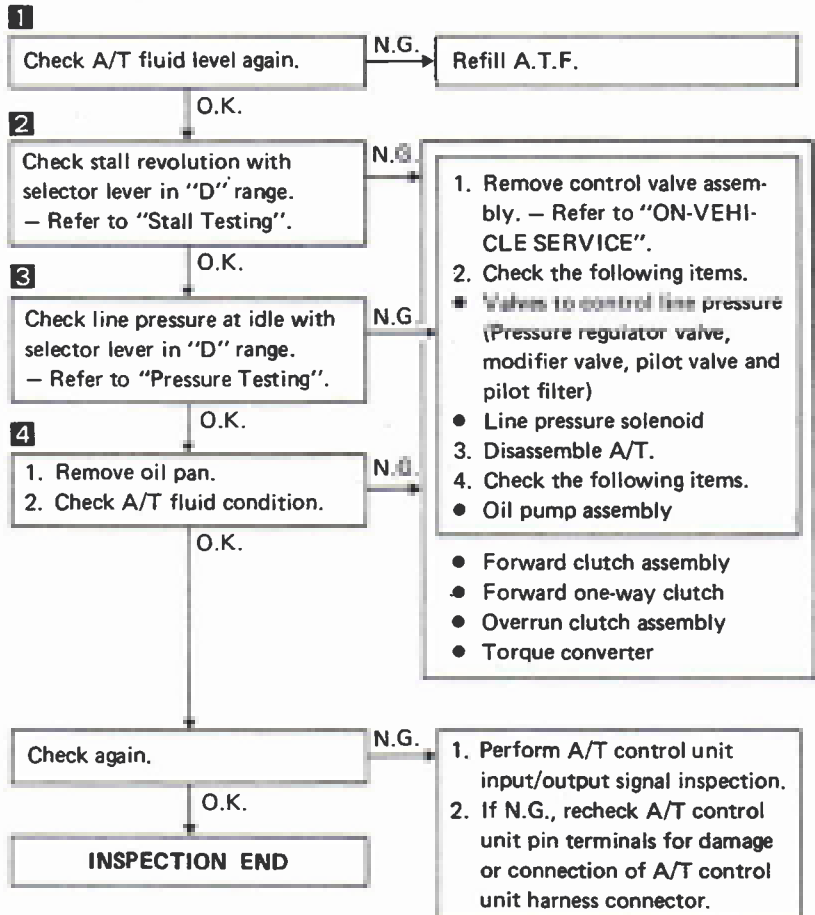 1
Check A/T fluid level again.
N.G.
Refill A.T.F.
O.K.
2
Check stall revolution with
selector lever in "D" range.
— Refer to "Stall Testing".
N.G.
O.K.
3
Check line pressure at idle with
selector lever in "D" range.
— Refer to "Pressure Testing".
N.G
O.K.
4
1. Remove oil pan.
2. Check A/T fluid condition.
N.G.
O.K.
1. Remove control valve assem-
bly. — Refer to "ON-VEHI-
CLE SERVICE".
2. Check the following items.
● Valves to control line pressure
(Pressure regulator valve,
modifier valve, pilot valve and
pilot filter)
● Line pressure solenoid
3. Disassemble A/T.
4. Check the following items.
● Oil pump assembly
● Forward clutch assembly
● Forward one-way clutch
● Overrun clutch assembly
● Torque converter
Check again.
N.G.
O.K.
INSPECTION END
1. Perform A/T control unit
input/output signal inspection.
2. If N.G., recheck A/T control
unit pin terminals for damage
or connection of A/T control
unit harness connector.